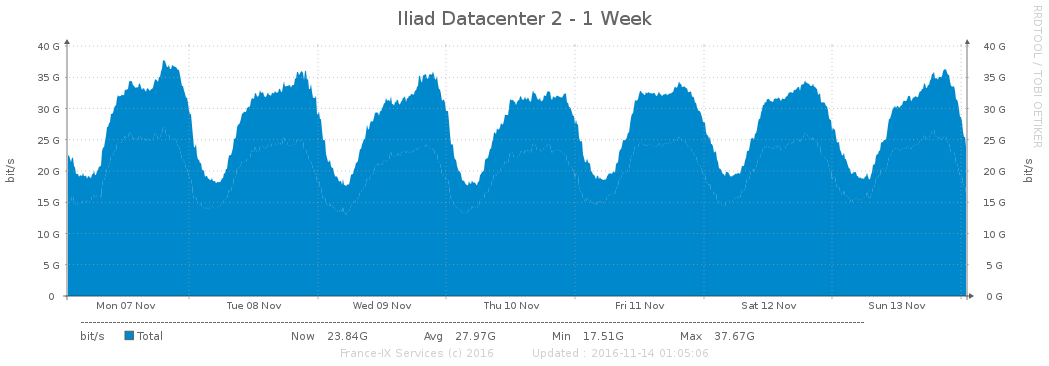 Iliad Datacenter 2 - 1 Week
RRDTOOL / TOBI OETIKER
bit/s
bit/s
40 G 40 G
35 G 35 G
30 G 30 G
25 G 25 G
20 G 20 G
15 G 15 G
10 G 10 G
5 G 5 G
0 0 G
Mon 07 Nov Tue 08 Nov Wed 09 Nov Thu 10 Nov Fri 11 Nov Sat 12 Nov Sun 13 Nov
bit/s Total Now 23.84G Avg 27.97G Min 17.51G Max 37.67G
France-IX Services (c) 2016 Updated : 2016-11-14 01:05:06